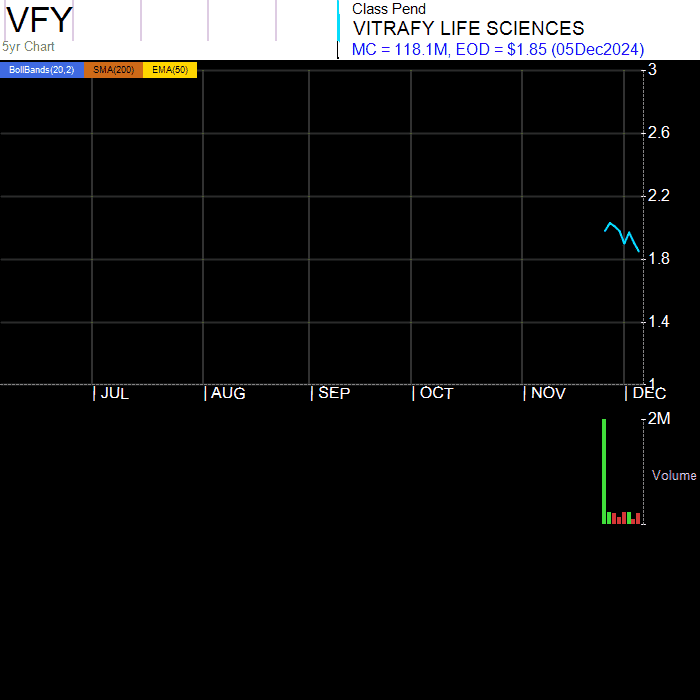 VFY
5yr Chart
Class Pend
VITRAFY LIFE SCIENCES
MC = 118.1M, EOD = $1.85 (05Dec2024)
BollBands(20,2) SMA(200) EMA(50)
3
2.6
2.2
1.8
1.4
1
| JUL | AUG | SEP | OCT | NOV | DEC
2M
Volume